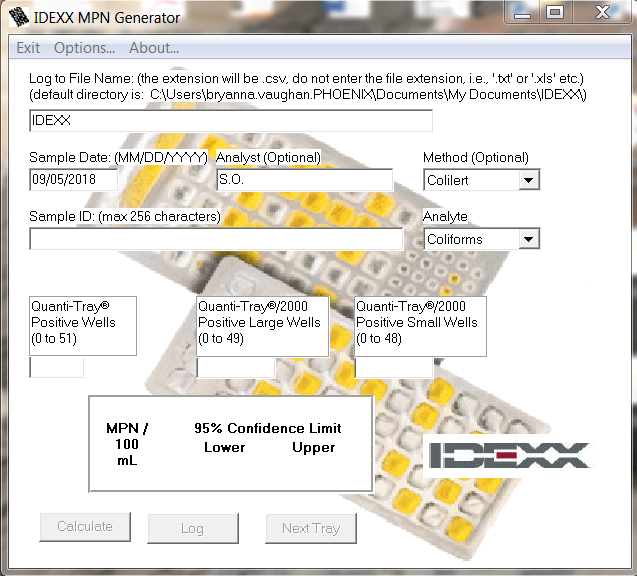 IDEXX MPN Generator
Exit Options... About...
Log to File Name: (the extension will be .csv, do not enter the file extension, i.e., '.txt' or '.xls' etc.)
(default directory is: C:\Users\bryanna.vaughan.PHOENIX\Documents\My Documents\IDEXX\)
IDEXX
Sample Date: (MM/DD/YYYY) Analyst (Optional) Method (Optional)
09/05/2018 S.O. Colilert
Sample ID: (max 256 characters) Analyte
Coliforms
Quanti-Tray®
Positive Wells
(0 to 51)
Quanti-Tray®/2000
Positive Large Wells
(0 to 49)
Quanti-Tray®/2000
Positive Small Wells
(0 to 48)
MPN /
100
mL
95% Confidence Limit
Lower Upper
IDEXX
Calculate Log Next Tray